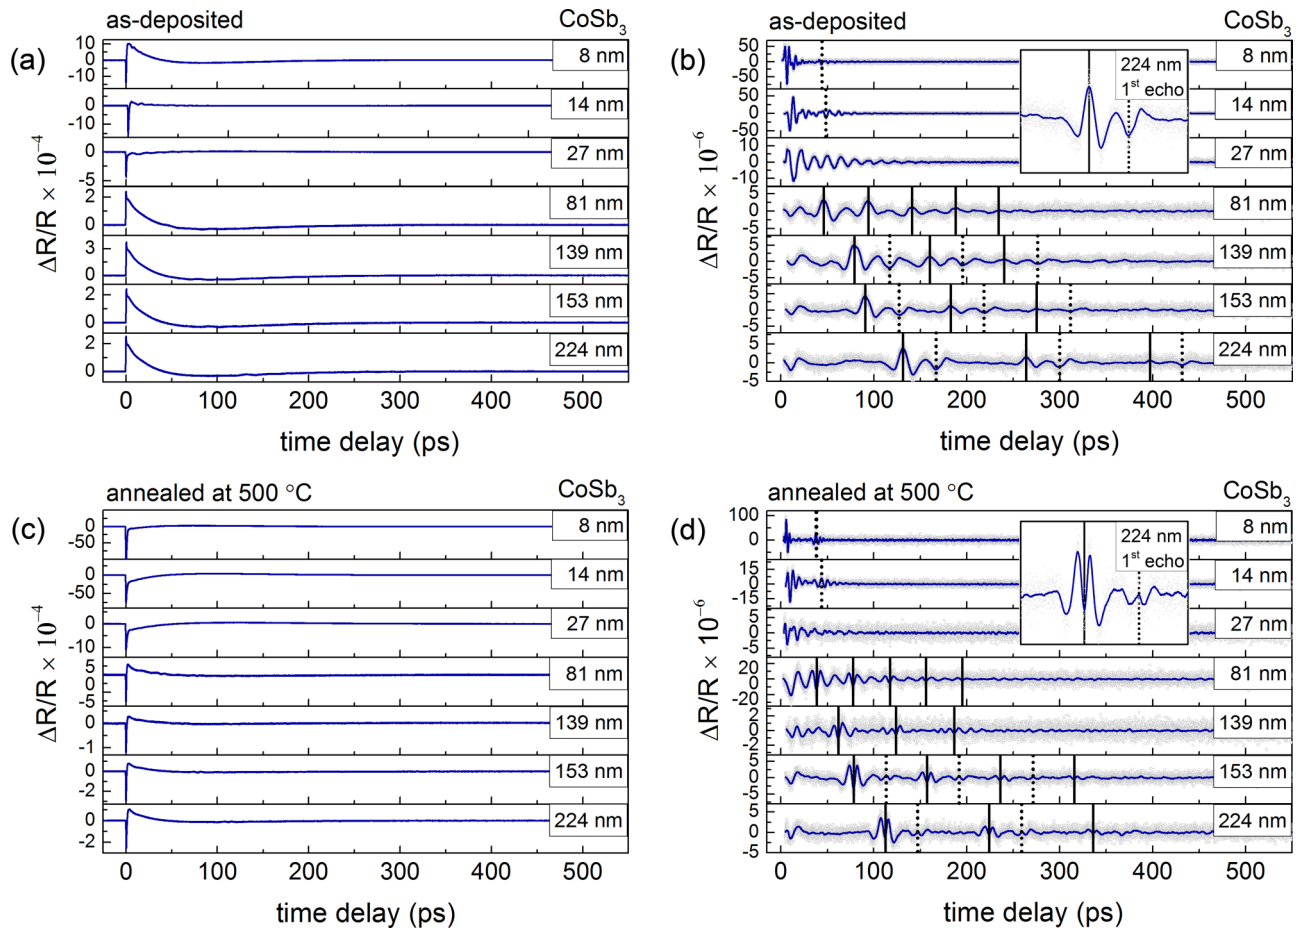 as-deposited CoSb3
(a)
10
0
-10
8 nm
0
-10
14 nm
0
-5
27 nm
2
0
81 nm
3
0
139 nm
2
0
153 nm
2
0
224 nm
ΔR/R × 10⁻⁴
0 100 200 300 400 500
time delay (ps)
as-deposited CoSb3
(b)
50
0
-50
8 nm
50
0
-50
14 nm
10
0
-10
27 nm
5
0
-5
81 nm
5
0
-5
139 nm
5
0
-5
153 nm
5
0
-5
224 nm
224 nm
1st echo
ΔR/R × 10⁻⁶
0 100 200 300 400 500
time delay (ps)
annealed at 500 °C CoSb3
(c)
0
-50
8 nm
0
-50
14 nm
0
-10
27 nm
5
0
-5
81 nm
0
-1
139 nm
0
-2
153 nm
0
-2
224 nm
ΔR/R × 10⁻⁴
0 100 200 300 400 500
time delay (ps)
annealed at 500 °C CoSb3
(d)
100
0
8 nm
15
0
-15
14 nm
5
0
-5
27 nm
20
0
-20
81 nm
2
0
-2
139 nm
5
0
-5
153 nm
5
0
-5
224 nm
224 nm
1st echo
ΔR/R × 10⁻⁶
0 100 200 300 400 500
time delay (ps)